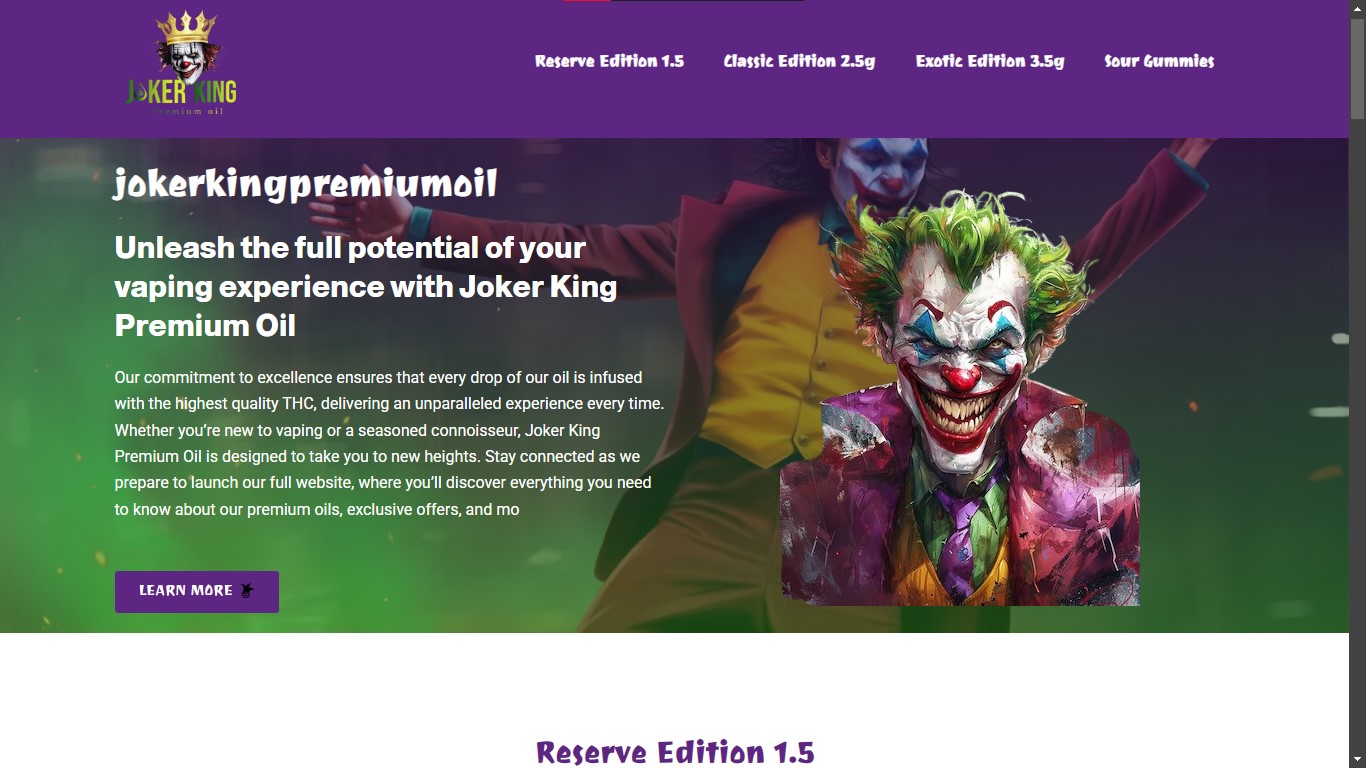 JOKER KING
premium oil
Reserve Edition 1.5
Classic Edition 2.5g
Exotic Edition 3.5g
Sour Gummies
jokerkingpremiumoil
Unleash the full potential of your
vaping experience with Joker King
Premium Oil
Our commitment to excellence ensures that every drop of our oil is infused
with the highest quality THC, delivering an unparalleled experience every time.
Whether you’re new to vaping or a seasoned connoisseur, Joker King
Premium Oil is designed to take you to new heights. Stay connected as we
prepare to launch our full website, where you’ll discover everything you need
to know about our premium oils, exclusive offers, and mo
LEARN MORE
Reserve Edition 1.5